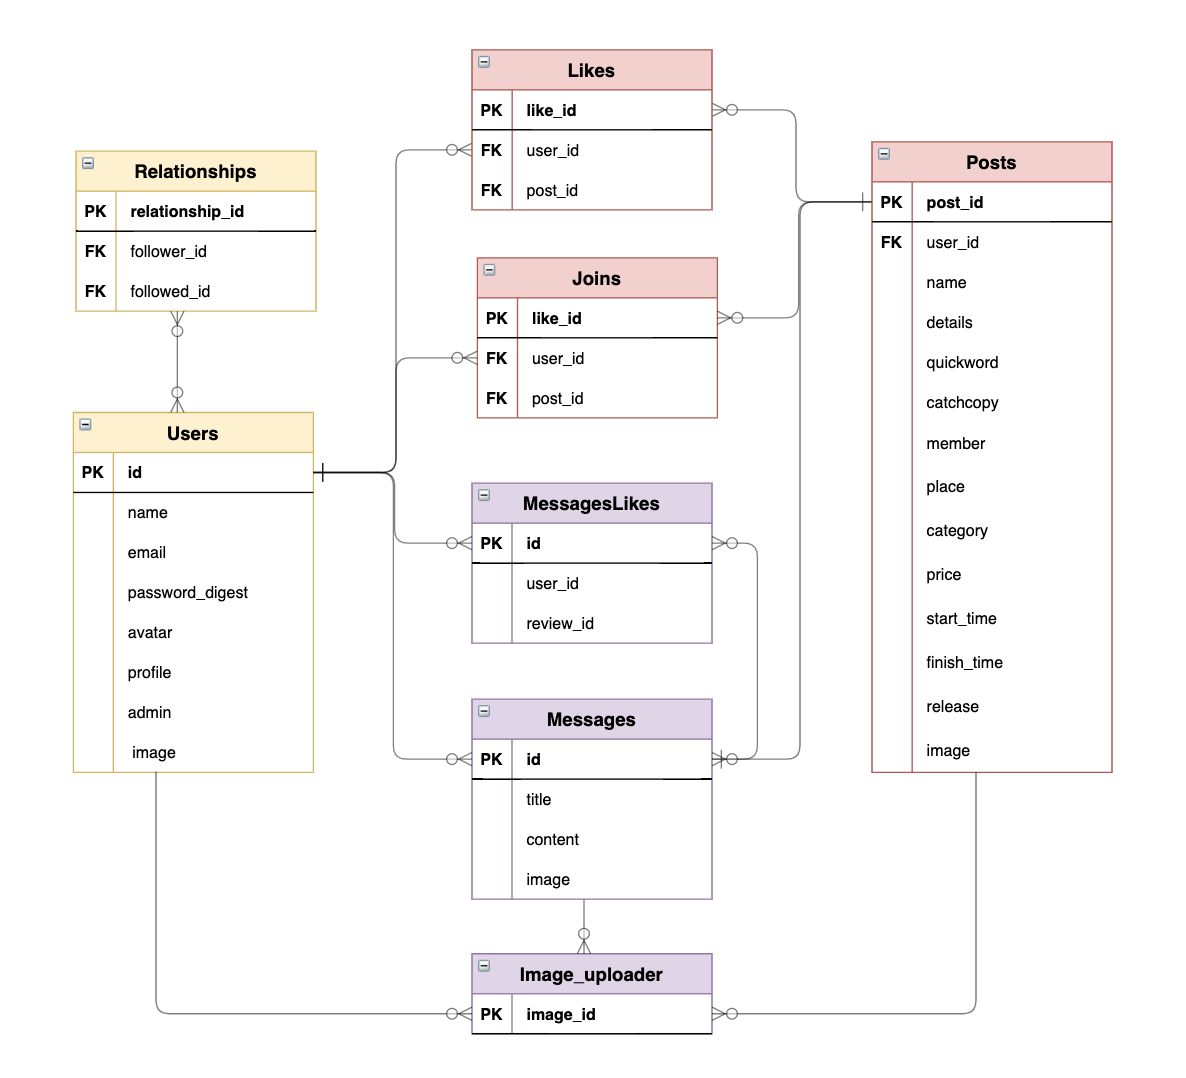 Likes
PK like_id
FK user_id
FK post_id
Relationships
PK relationship_id
FK follower_id
FK followed_id
Posts
PK post_id
FK user_id
name
details
quickword
catchcopy
member
place
category
price
start_time
finish_time
release
image
Joins
PK like_id
FK user_id
FK post_id
Users
PK id
name
email
password_digest
avatar
profile
admin
image
MessagesLikes
PK id
user_id
review_id
Messages
PK id
title
content
image
Image_uploader
PK image_id